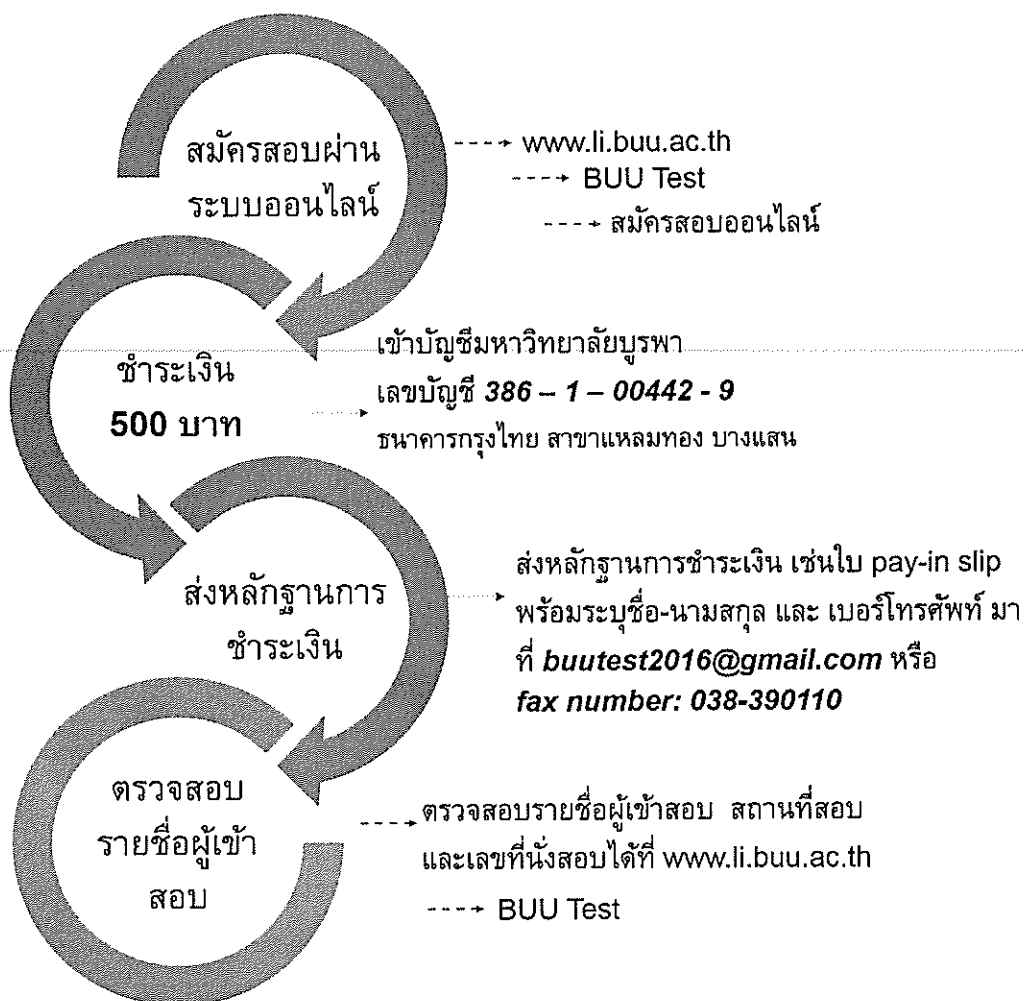 สมัครสอบผ่าน
ระบบออนไลน์
----→ www.li.buu.ac.th
----→ BUU Test
----→ สมัครสอบออนไลน์
ชำระเงิน
500 บาท
เข้าบัญชีมหาวิทยาลัยบูรพา
เลขบัญชี 386 – 1 – 00442 - 9
ธนาคารกรุงไทย สาขาแหลมทอง บางแสน
ส่งหลักฐานการ
ชำระเงิน
ส่งหลักฐานการชำระเงิน เช่นใบ pay-in slip
พร้อมระบุชื่อ-นามสกุล และ เบอร์โทรศัพท์ มา
ที่ buutest2016@gmail.com หรือ
fax number: 038-390110
ตรวจสอบ
รายชื่อผู้เข้า
สอบ
----→ ตรวจสอบรายชื่อผู้เข้าสอบ สถานที่สอบ
และเลขที่นั่งสอบได้ที่ www.li.buu.ac.th
----→ BUU Test